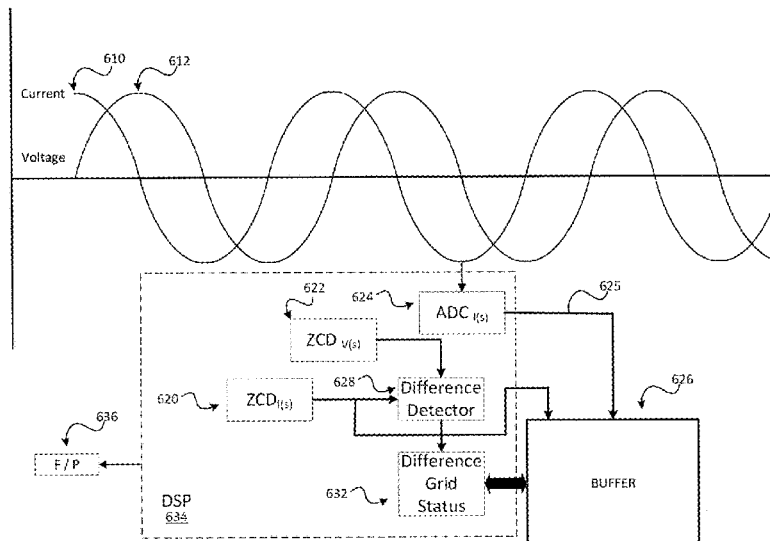 610
612
Current
Voltage
622
624
ADC I(s)
625
ZCD V(s)
628
626
620
ZCD I(s)
Difference
Detector
636
F / P
632
Difference
Grid
Status
BUFFER
DSP
634